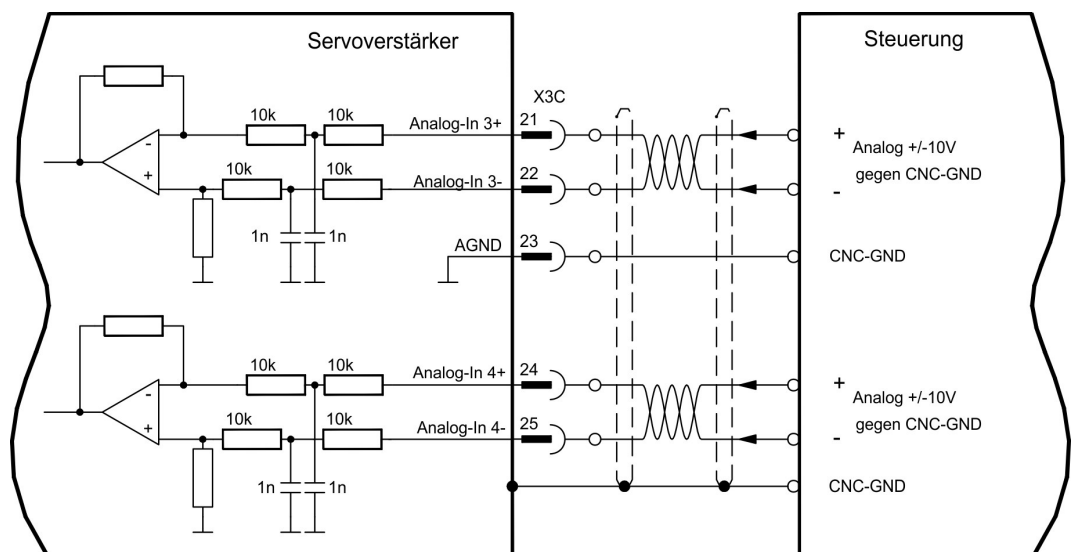 Servoverstärker
Steuerung
X3C
10k
10k
Analog-In 3+
21
+
Analog +/-10V
gegen CNC-GND
-
+
10k
10k
Analog-In 3-
22
-
1n
1n
AGND
23
CNC-GND
10k
10k
Analog-In 4+
24
+
Analog +/-10V
gegen CNC-GND
-
+
10k
10k
Analog-In 4-
25
-
1n
1n
CNC-GND